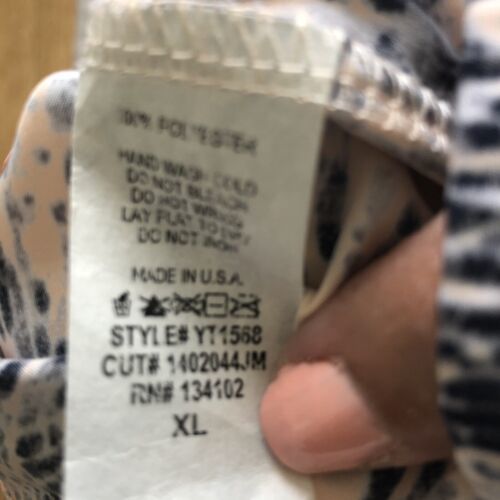 100% POLYESTER
HAND WASH COLD
DO NOT BLEACH
DO NOT WRING
LAY FLAT TO DRY
DO NOT IRON
MADE IN U.S.A.
STYLE# YT1568
CUT# 1402044JM
RN# 134102
XL